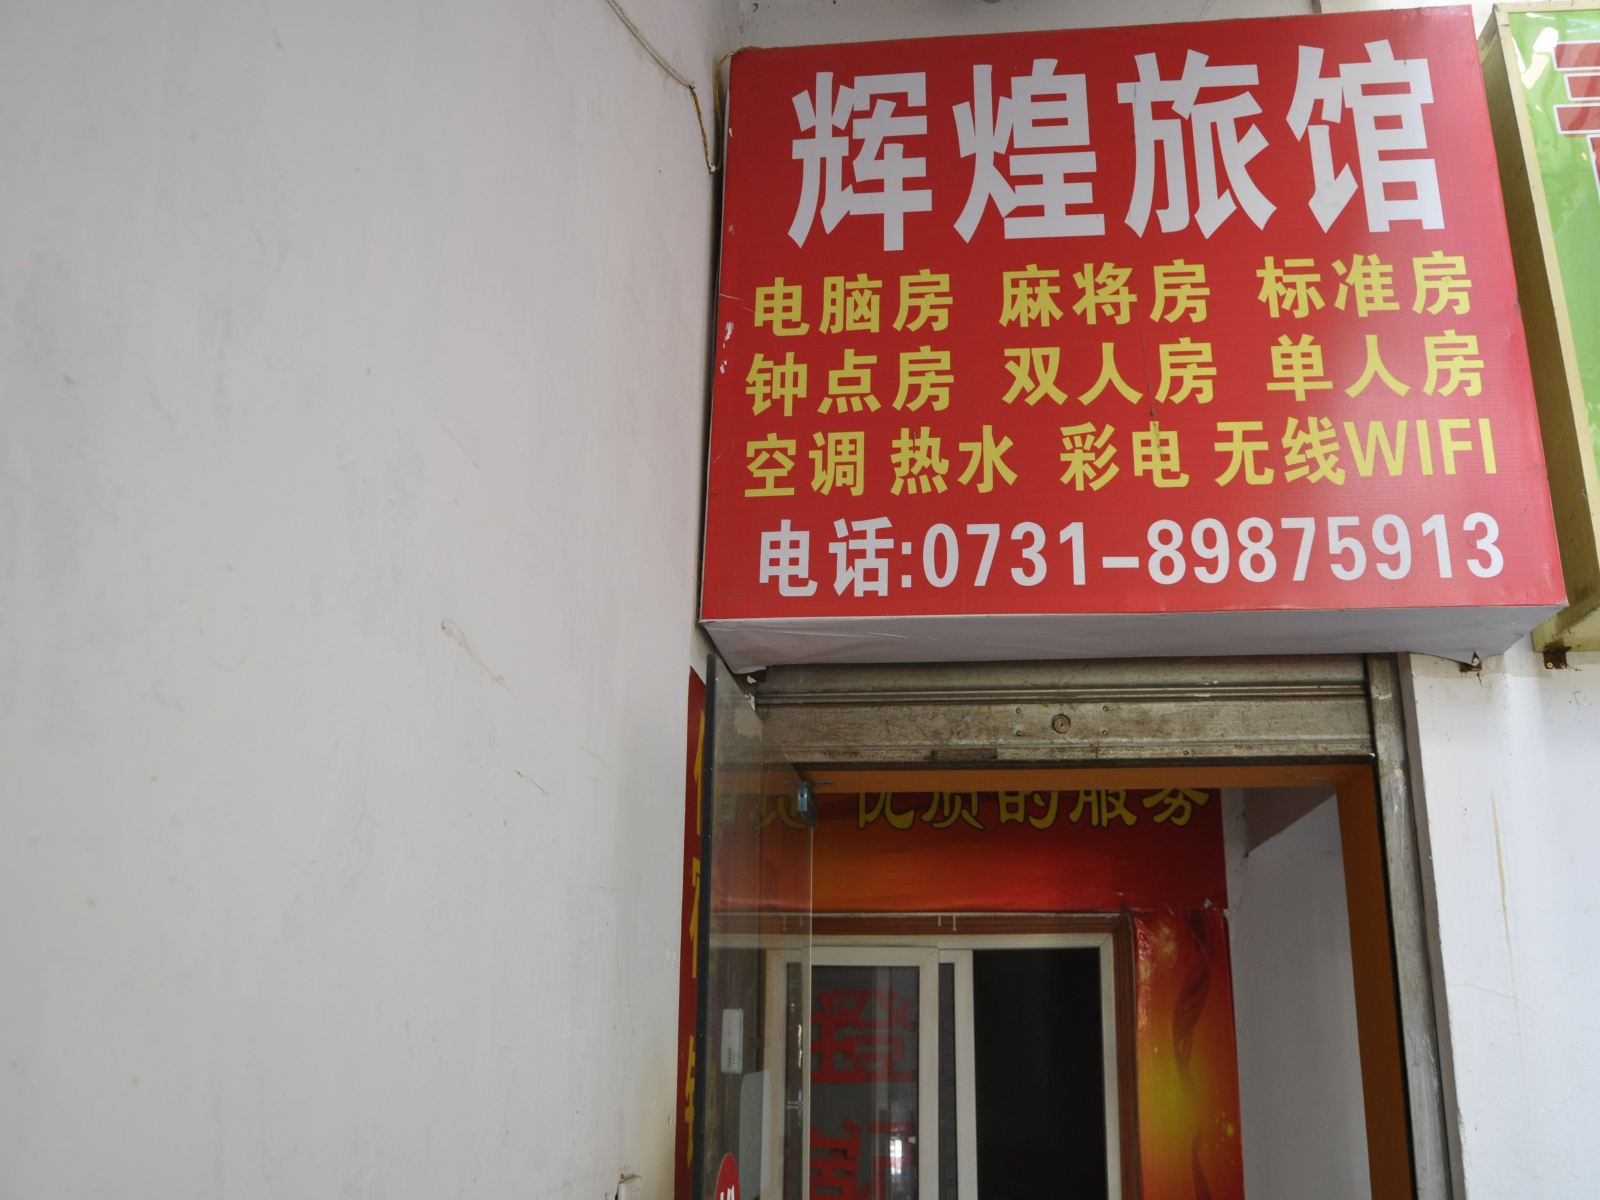 辉煌旅馆
电脑房 麻将房 标准房
钟点房 双人房 单人房
空调 热水 彩电 无线WIFI
电话:0731-89875913
优质的服务